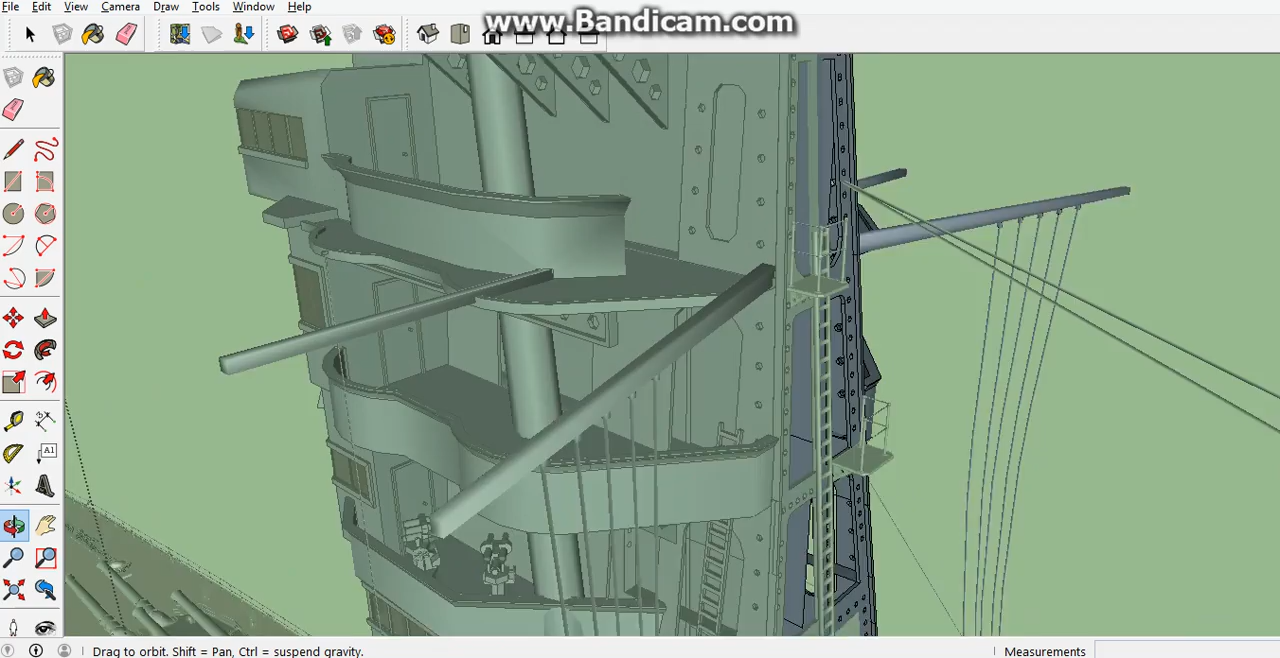 File Edit View Camera Draw Tools Window Help
www.Bandicam.com
A1
Drag to orbit. Shift = Pan, Ctrl = suspend gravity.
Measurements